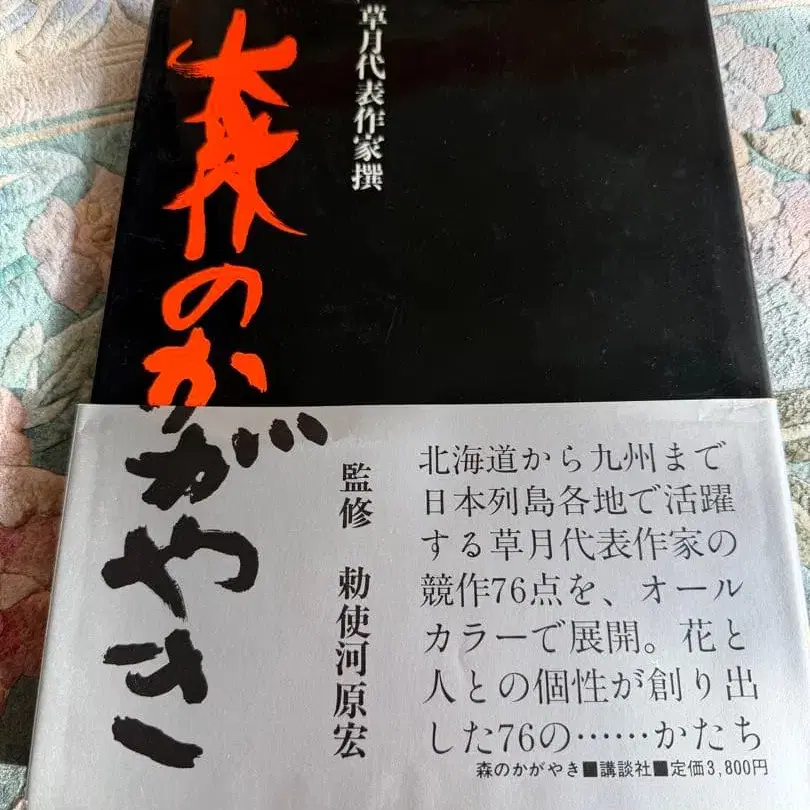 草月代表作家撰
森のかがやき
監修 勅使河原宏
北海道から九州まで
日本列島各地で活躍
する草月代表作家の
競作76点を、オール
カラーで展開。花と
人との個性が創り出
した76の……かたち
森のかがやき■講談社■定価3,800円